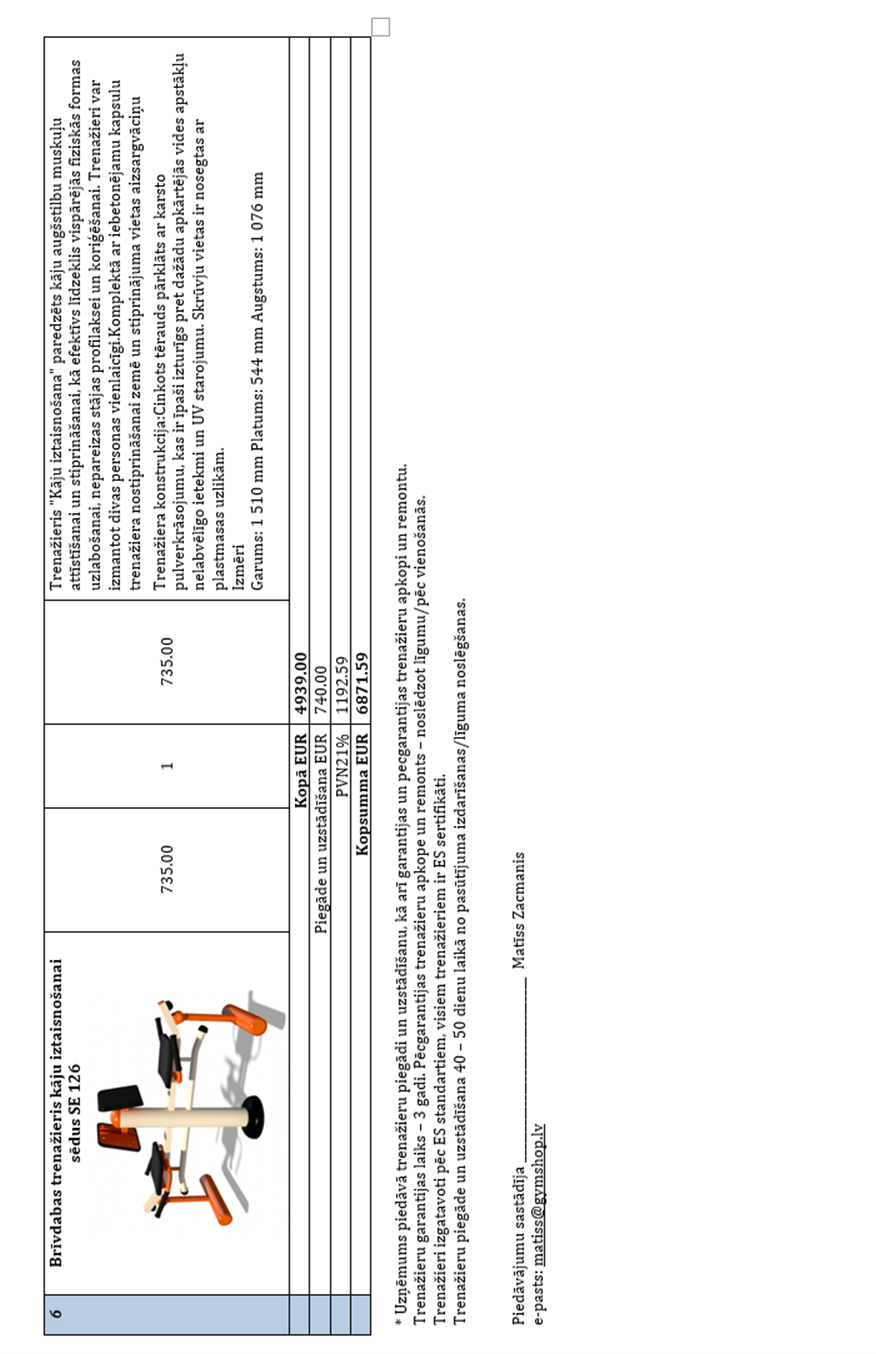 6
Brīvdabas trenažieris kāju iztaisnošanai
sēdus SE 126
735.00
1
735.00
Trenažieris "Kāju iztaisnošana" paredzēts kāju augšstilbu muskuļu
attīstīšanai un stiprināšanai, kā efektīvs līdzeklis vispārējās fiziskās formas
uzlabošanai, nepareizas stājas profilaksei un koriģēšanai. Trenažieri var
izmantot divas personas vienlaicīgi.Komplektā ar iebetonējamu kapsulu
trenažiera nostiprināšanai zemē un stiprinājuma vietas aizsargvāciņu
Trenažiera konstrukcija:Cinkots tērauds pārklāts ar karsto
pulverkrāsojumu, kas ir īpaši izturīgs pret dažādu apkārtējās vides apstākļu
nelabvēlīgo ietekmi un UV starojumu. Skrūvju vietas ir nosegtas ar
plastmasas uzlikām.
Izmēri
Garums: 1 510 mm Platums: 544 mm Augstums: 1 076 mm
Kopā EUR 4939.00
Piegāde un uzstādīšana EUR 740.00
PVN21% 1192.59
Kopsumma EUR 6871.59
* Uzņēmums piedāvā trenažieru piegādi un uzstādīšanu, kā arī garantijas un pecgarantijas trenažieru apkopi un remontu.
Trenažieru garantijas laiks – 3 gadi. Pēcgarantijas trenažieru apkope un remonts – noslēdzot līgumu/pēc vienošanās.
Trenažieri izgatavoti pēc ES standartiem, visiem trenažieriem ir ES sertifikāti.
Trenažieru piegāde un uzstādīšana 40 – 50 dienu laikā no pasūtījuma izdarīšanas/līguma noslēgšanas.
Piedāvājumu sastādīja ______________________ Matīss Zacmanis
e-pasts: matiss@gymshop.lv